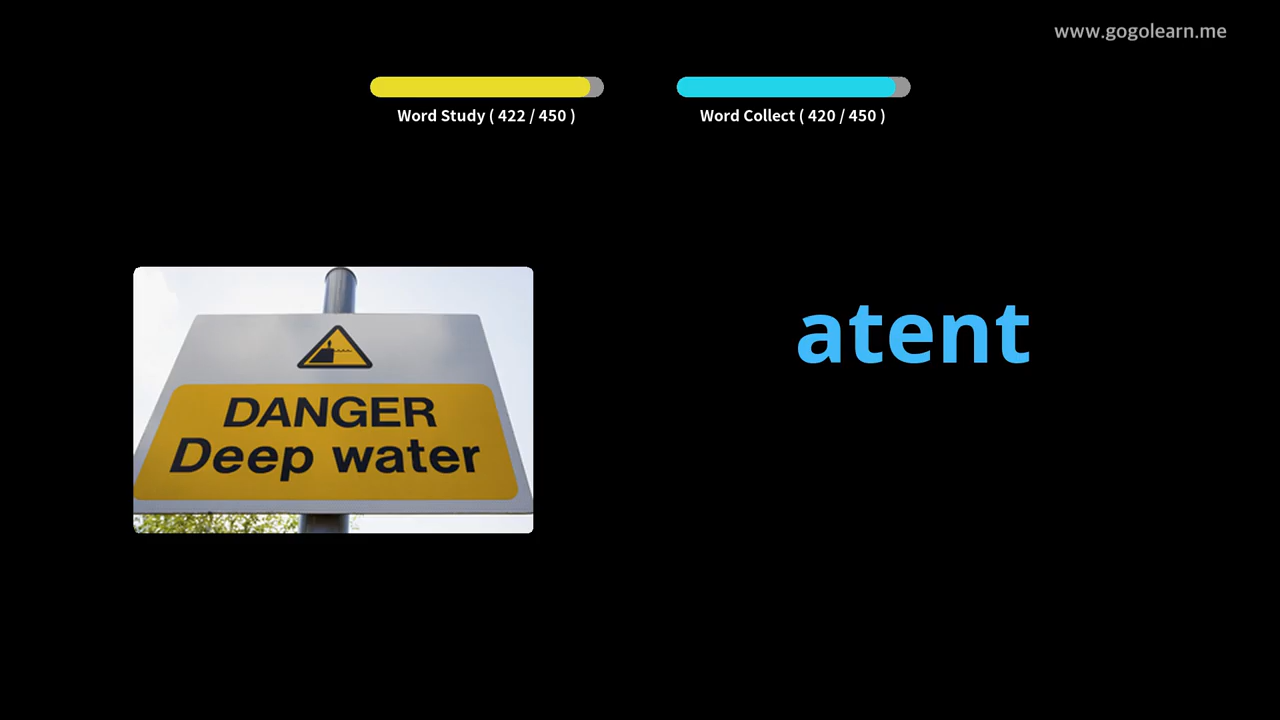 www.gogolearn.me
Word Study ( 422 / 450 )
Word Collect ( 420 / 450 )
DANGER
Deep water
atent